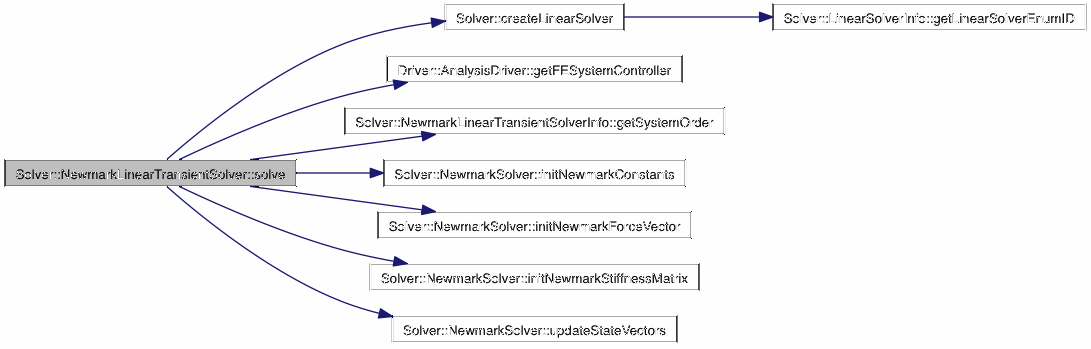 Solver::createLinearSolver
Solver::LinearSolverInfo::getLinearSolverEnumID
Driver::AnalysisDriver::getFESystemController
Solver::NewmarkLinearTransientSolverInfo::getSystemOrder
Solver::NewmarkLinearTransientSolver::solve
Solver::NewmarkSolver::initNewmarkConstants
Solver::NewmarkSolver::initNewmarkForceVector
Solver::NewmarkSolver::initNewmarkStiffnessMatrix
Solver::NewmarkSolver::updateStateVectors